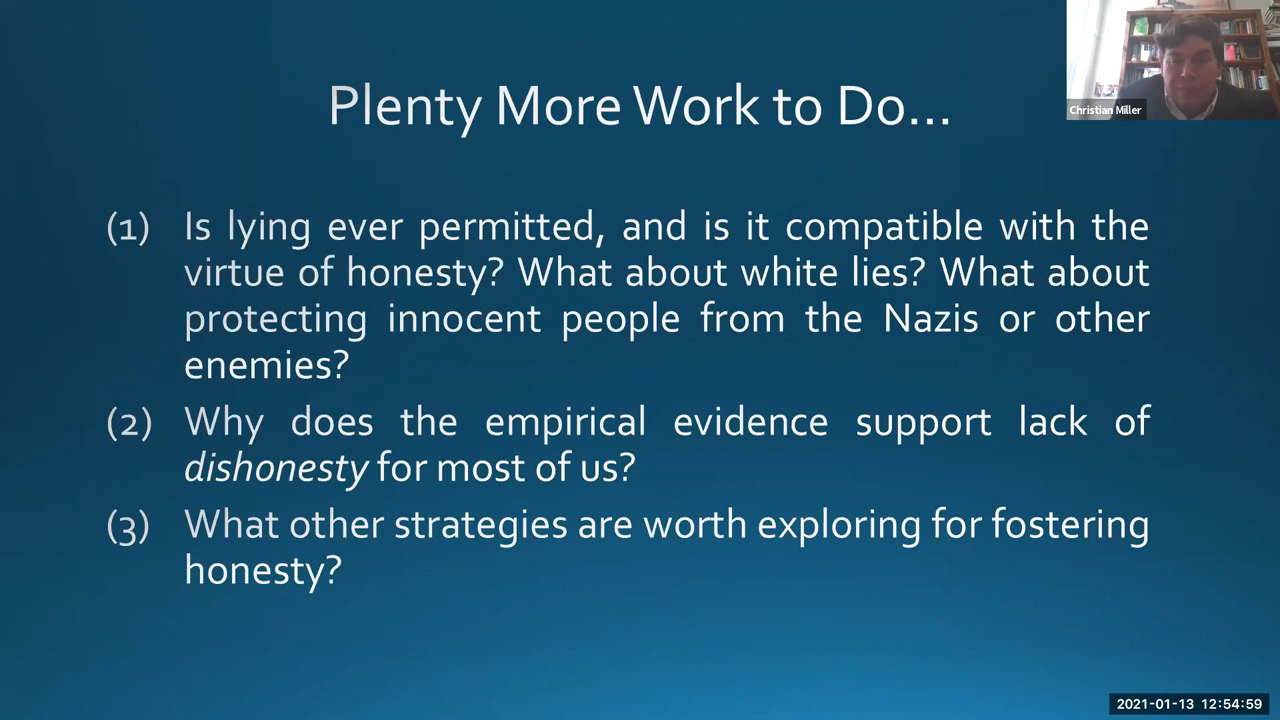 Christian Miller
Plenty More Work to Do...
(1) Is lying ever permitted, and is it compatible with the
virtue of honesty? What about white lies? What about
protecting innocent people from the Nazis or other
enemies?
(2) Why does the empirical evidence support lack of
dishonesty for most of us?
(3) What other strategies are worth exploring for fostering
honesty?
2021-01-13 12:54:59